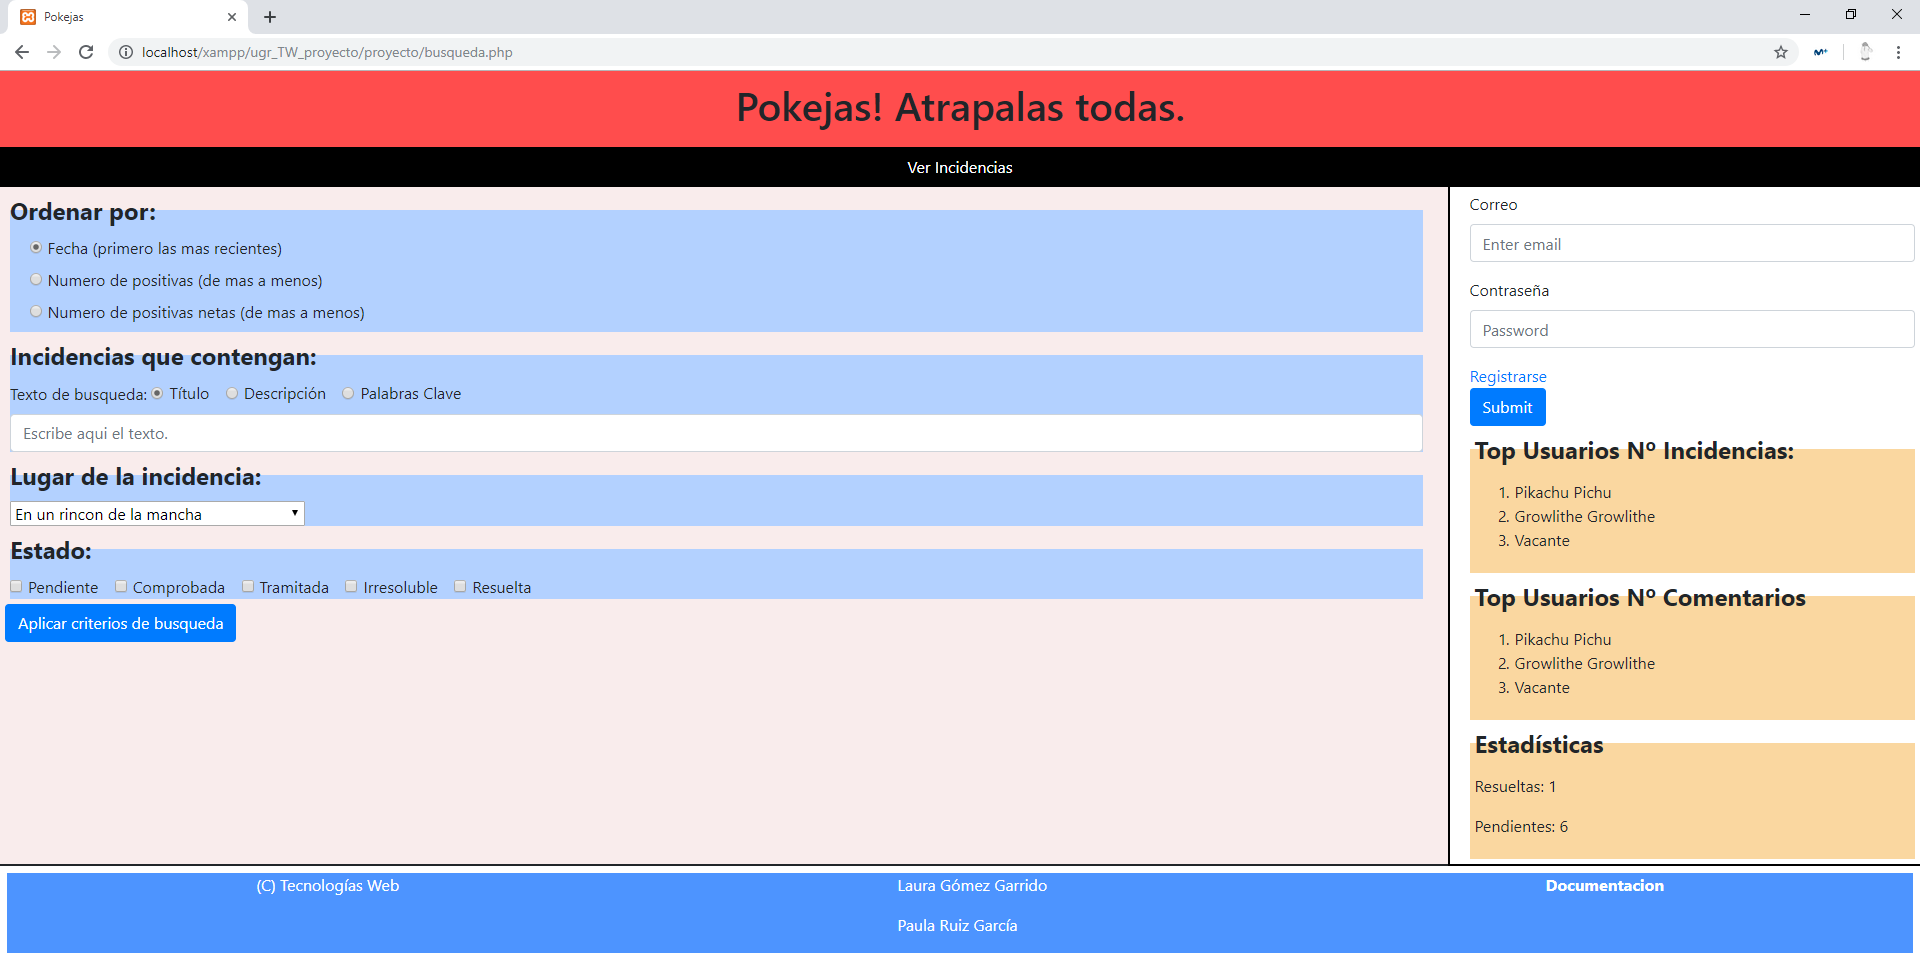 Pokejas
localhost/xampp/ugr_TW_proyecto/proyecto/busqueda.php
Pokejas! Atrapalas todas.
Ver Incidencias
Ordenar por:
Fecha (primero las mas recientes)
Numero de positivas (de mas a menos)
Numero de positivas netas (de mas a menos)
Incidencias que contengan:
Texto de busqueda: Título Descripción Palabras Clave
Escribe aqui el texto.
Lugar de la incidencia:
En un rincon de la mancha
Estado:
Pendiente Comprobada Tramitada Irresoluble Resuelta
Aplicar criterios de busqueda
Correo
Enter email
Contraseña
Password
Registrarse
Submit
Top Usuarios Nº Incidencias:
1. Pikachu Pichu
2. Growlithe Growlithe
3. Vacante
Top Usuarios Nº Comentarios
1. Pikachu Pichu
2. Growlithe Growlithe
3. Vacante
Estadísticas
Resueltas: 1
Pendientes: 6
(C) Tecnologías Web
Laura Gómez Garrido
Paula Ruiz García
Documentacion